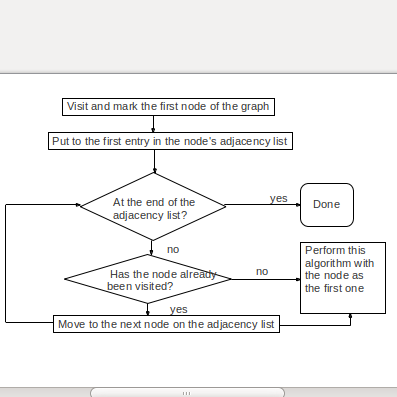 Visit and mark the first node of the graph
Put to the first entry in the node's adjacency list
At the end of the
adjacency list?
yes
Done
no
Has the node already
been visited?
no
Perform this
algorithm with
the node as
the first one
yes
Move to the next node on the adjacency list